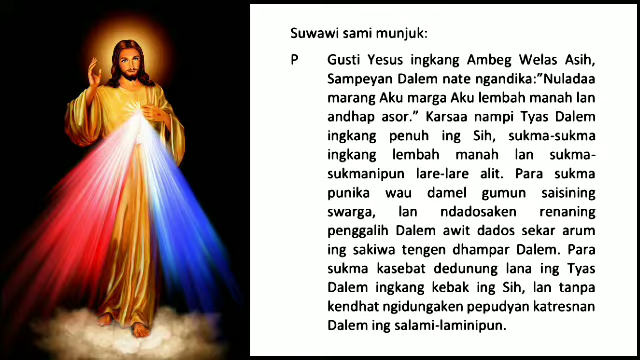 Suwawi sami munjuk:
P Gusti Yesus ingkang Ambeg Welas Asih,
Sampeyan Dalem nate ngandika:”Nuladaa
marang Aku marga Aku lembah manah lan
andhap asor.” Karsaa nampi Tyas Dalem
ingkang penuh ing Sih, sukma-sukma
ingkang lembah manah lan sukma-
sukmanipun lare-lare alit. Para sukma
punika wau damel gumun saisining
swarga, lan ndadosaken renaning
penggalih Dalem awit dados sekar arum
ing sakiwa tengen dhampar Dalem. Para
sukma kasebat dedunung lana ing Tyas
Dalem ingkang kebak ing Sih, lan tanpa
kendhat ngidungaken pepudyan katresnan
Dalem ing salami-laminipun.